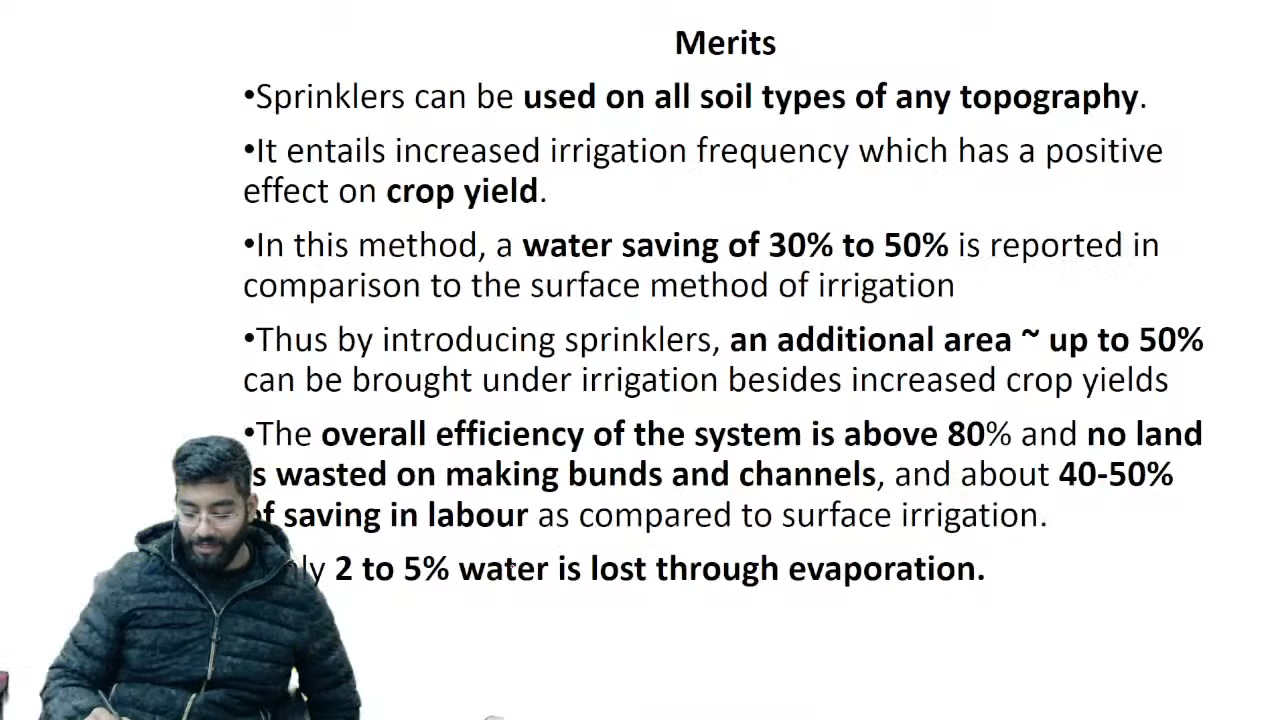 Merits
•Sprinklers can be used on all soil types of any topography.
•It entails increased irrigation frequency which has a positive
effect on crop yield.
•In this method, a water saving of 30% to 50% is reported in
comparison to the surface method of irrigation
•Thus by introducing sprinklers, an additional area ~ up to 50%
can be brought under irrigation besides increased crop yields
•The overall efficiency of the system is above 80% and no land
wasted on making bunds and channels, and about 40-50%
saving in labour as compared to surface irrigation.
2 to 5% water is lost through evaporation.